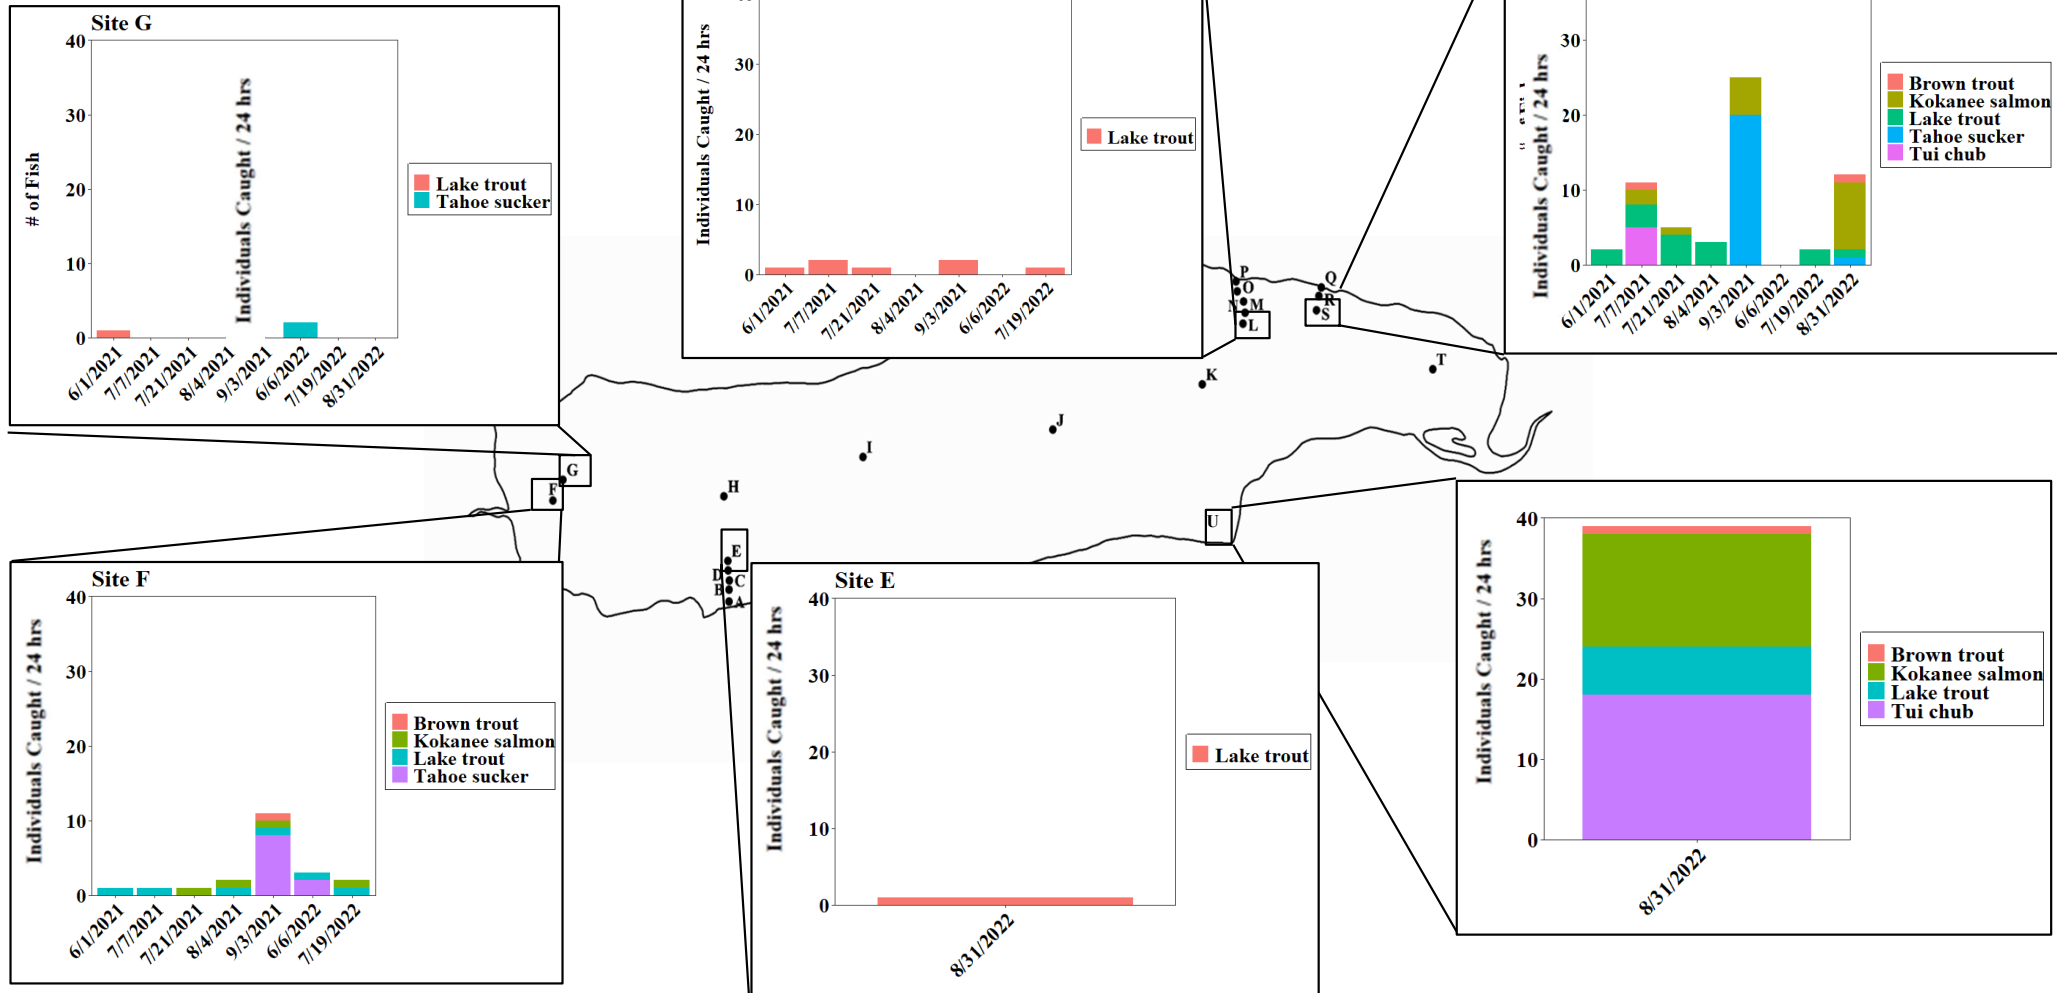 Site G
# of Fish
Individuals Caught / 24 hrs
40
30
20
10
0
6/1/2021
7/7/2021
7/21/2021
8/4/2021
9/3/2021
6/6/2022
7/19/2022
8/31/2022
Lake trout
Tahoe sucker
Individuals Caught / 24 hrs
30
20
10
0
6/1/2021
7/7/2021
7/21/2021
8/4/2021
9/3/2021
6/6/2022
7/19/2022
Lake trout
Individuals Caught / 24 hrs
30
20
10
0
6/1/2021
7/7/2021
7/21/2021
8/4/2021
9/3/2021
6/6/2022
7/19/2022
8/31/2022
Brown trout
Kokanee salmon
Lake trout
Tahoe sucker
Tui chub
P
O
N
M
L
Q
R
S
T
K
J
I
H
G
F
E
D
C
B
A
U
Site F
Individuals Caught / 24 hrs
40
30
20
10
0
6/1/2021
7/7/2021
7/21/2021
8/4/2021
9/3/2021
6/6/2022
7/19/2022
Brown trout
Kokanee salmon
Lake trout
Tahoe sucker
Site E
Individuals Caught / 24 hrs
40
30
20
10
0
8/31/2022
Lake trout
Individuals Caught / 24 hrs
40
30
20
10
0
8/31/2022
Brown trout
Kokanee salmon
Lake trout
Tui chub